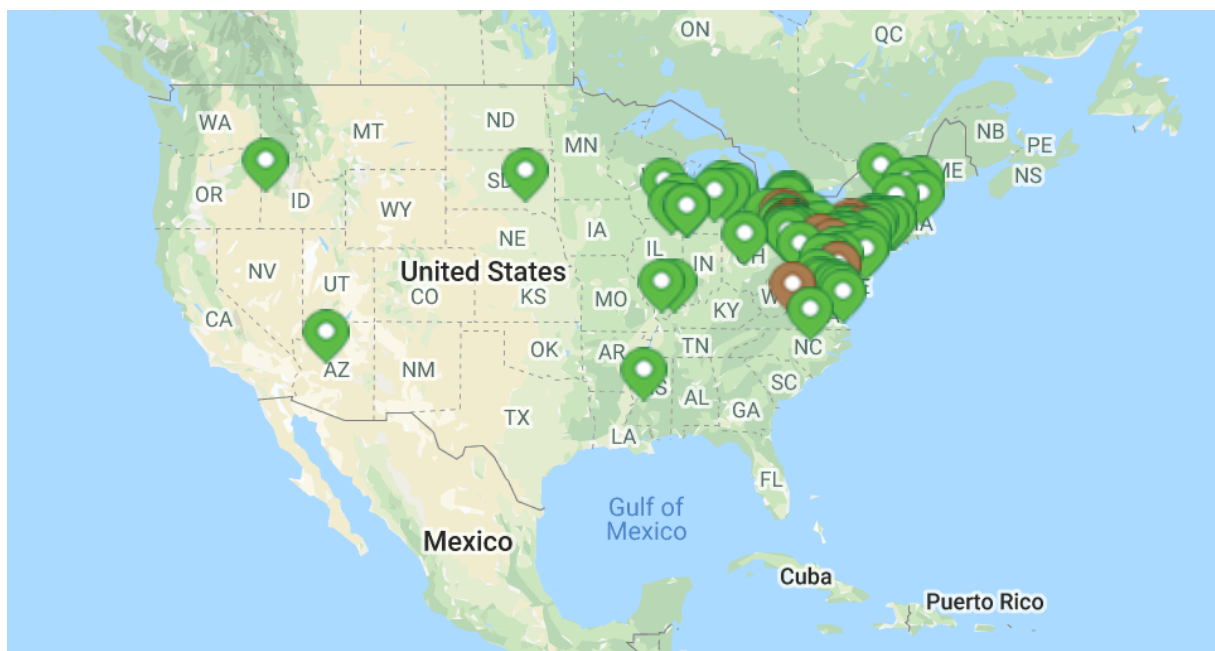 ON
QC
WA
ND
MT
MN
NB
PE
ME
NS
SD
OR
ID
WY
IA
NE
IL
OH
IN
NV
UT
United States
CO
KS
MO
KY
CA
OK
AR
TN
NC
AZ
NM
MS
SC
AL
GA
TX
LA
FL
Gulf of
Mexico
Mexico
Cuba
Puerto Rico